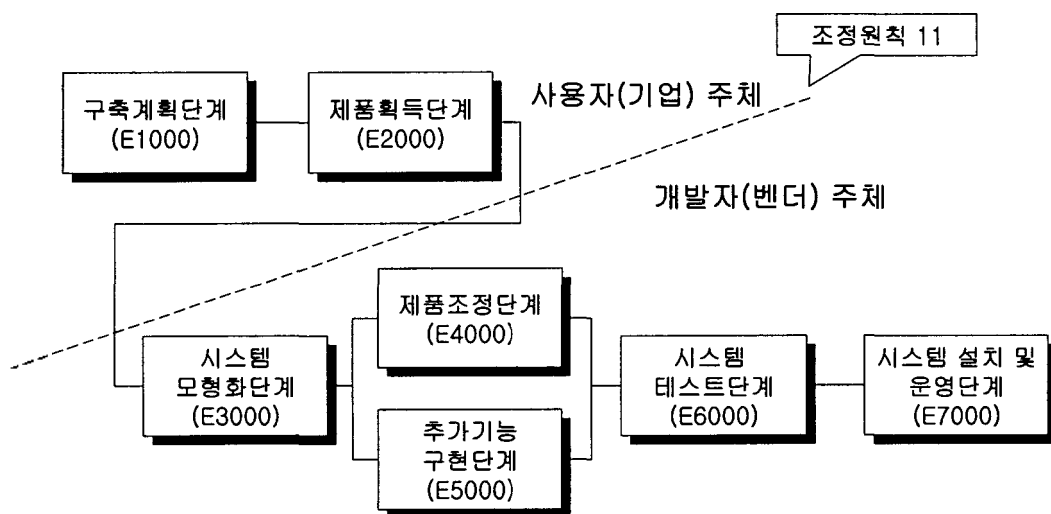 조정원칙 11
구축계획단계
(E1000)
제품획득단계
(E2000)
사용자(기업) 주체
개발자(벤더) 주체
시스템
모형화단계
(E3000)
제품조정단계
(E4000)
추가기능
구현단계
(E5000)
시스템
테스트단계
(E6000)
시스템 설치 및
운영단계
(E7000)